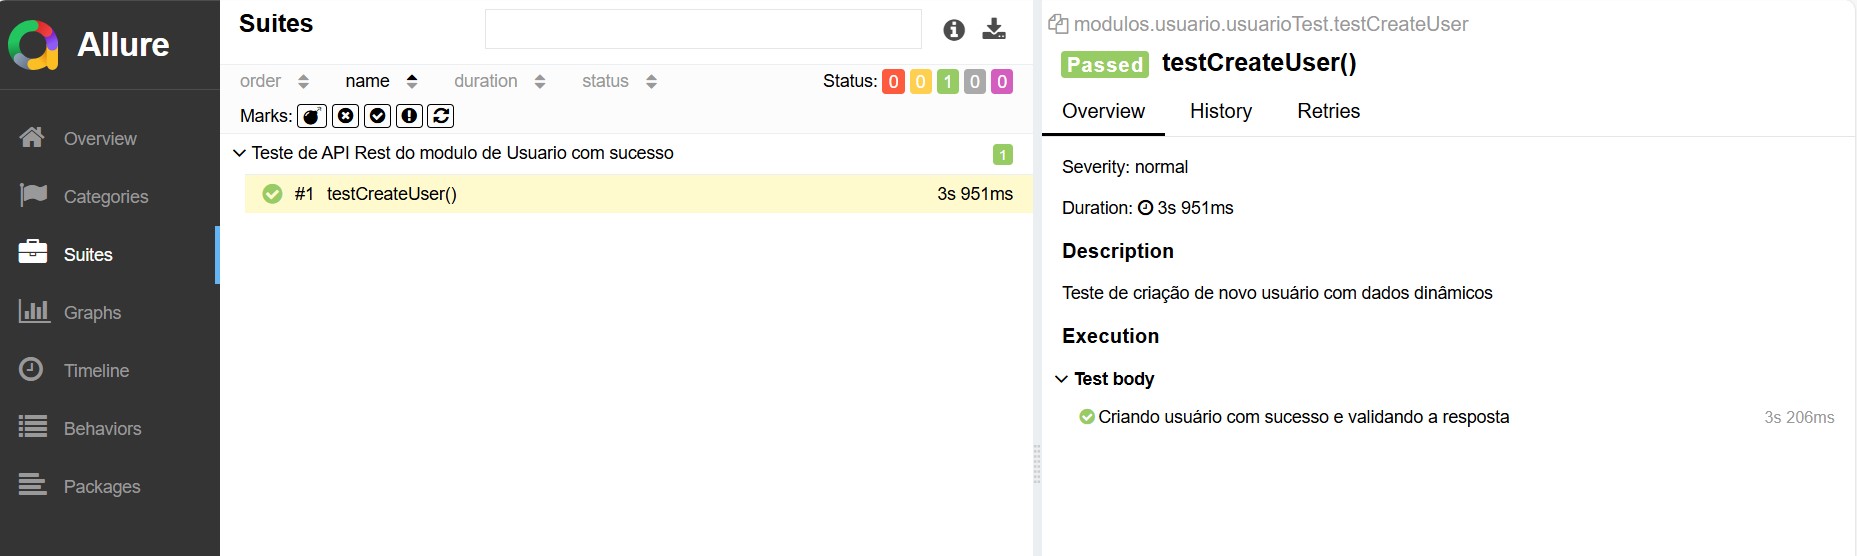 Allure
Overview
Categories
Suites
Graphs
Timeline
Behaviors
Packages
Suites
order name duration status Status: 0 0 1 0 0
Marks:
Teste de API Rest do modulo de Usuario com sucesso 1
#1 testCreateUser() 3s 951ms
modulos.usuario.usuarioTest.testCreateUser
Passed testCreateUser()
Overview History Retries
Severity: normal
Duration: 3s 951ms
Description
Teste de criação de novo usuário com dados dinâmicos
Execution
Test body
Criando usuário com sucesso e validando a resposta 3s 206ms